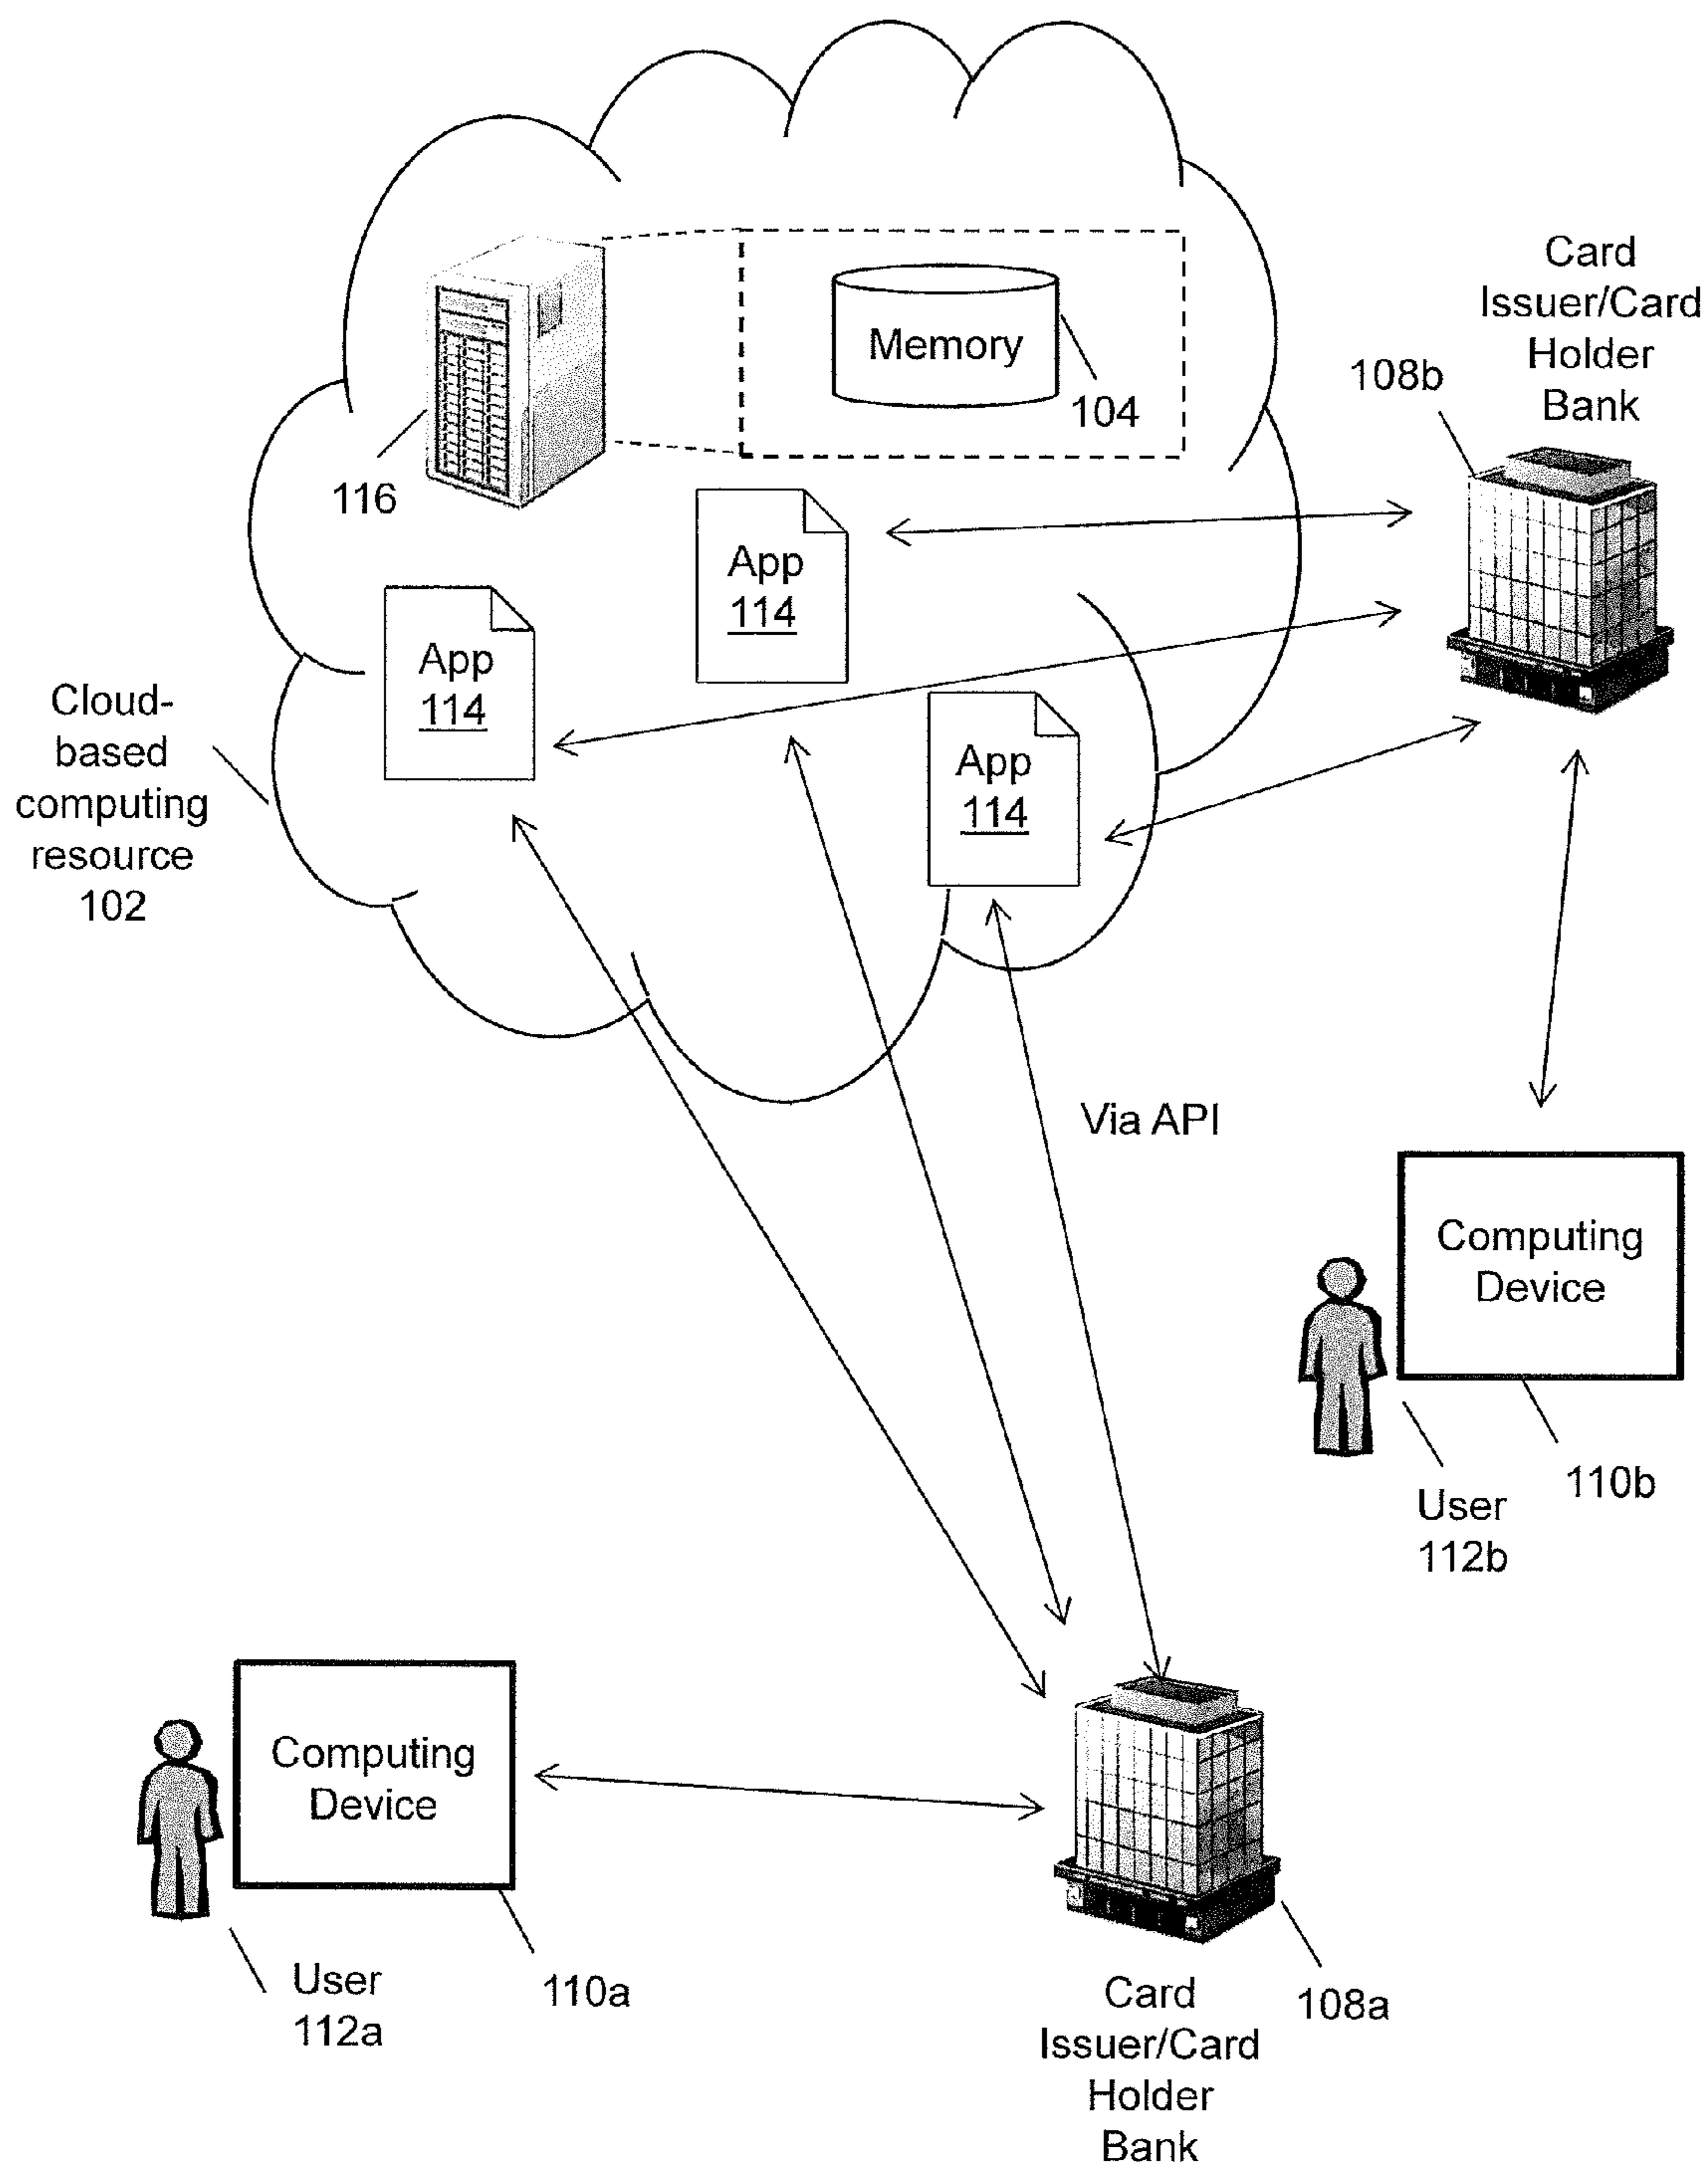 Card
Issuer/Card
Holder
Bank
108b
Memory
104
116
App
114
App
114
App
114
Cloud-
based
computing
resource
102
Via API
Computing
Device
110b
User
112b
Computing
Device
User
112a
110a
108a
Card
Issuer/Card
Holder
Bank